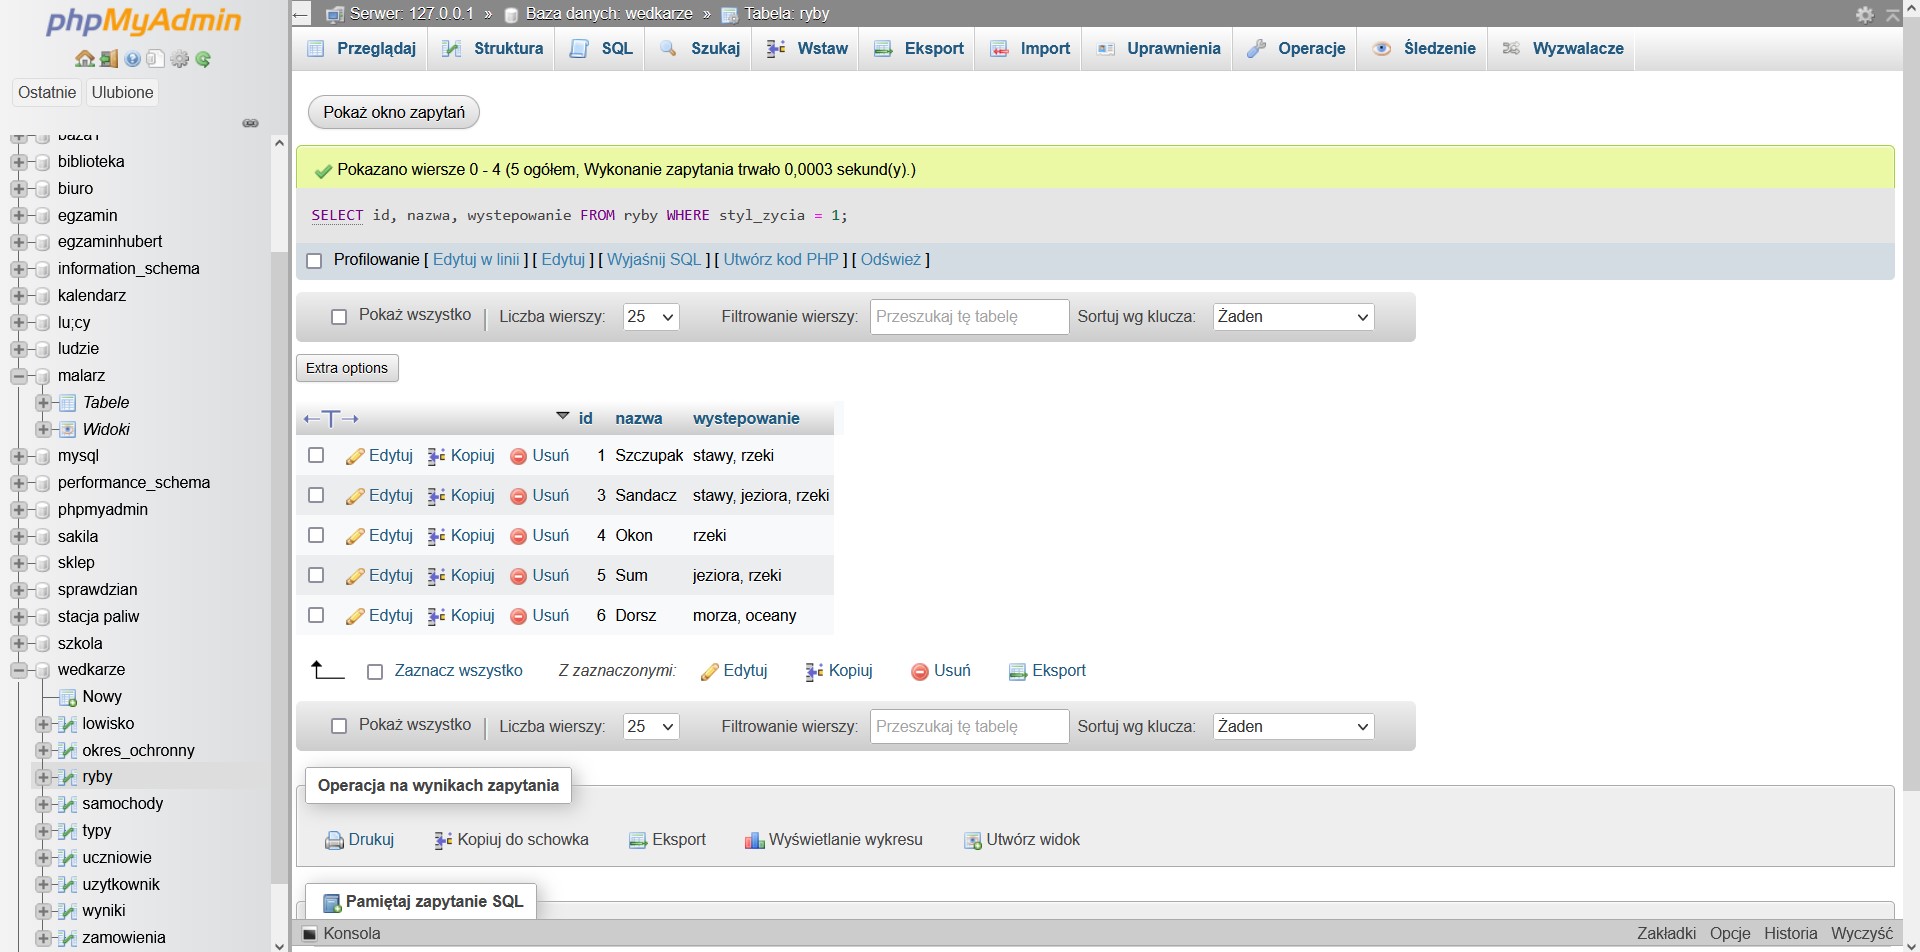 phpMyAdmin
Ostatnie Ulubione
biblioteka
biuro
egzamin
egzaminhubert
information_schema
kalendarz
lu;cy
ludzie
malarz
Tabele
Widoki
mysql
performance_schema
phpmyadmin
sakila
sklep
sprawdzian
stacja paliw
szkola
wedkarze
Nowy
lowisko
okres_ochronny
ryby
samochody
typy
uczniowie
uzytkownik
wyniki
zamowienia
Serwer: 127.0.0.1 » Baza danych: wedkarze » Tabela: ryby
Przeglądaj Struktura SQL Szukaj Wstaw Eksport Import Uprawnienia Operacje Śledzenie Wyzwalacze
Pokaż okno zapytań
Pokazano wiersze 0 - 4 (5 ogółem, Wykonanie zapytania trwało 0,0003 sekund(y).)
SELECT id, nazwa, wystepowanie FROM ryby WHERE styl_zycia = 1;
Profilowanie [ Edytuj w linii ] [ Edytuj ] [ Wyjaśnij SQL ] [ Utwórz kod PHP ] [ Odśwież ]
Pokaż wszystko | Liczba wierszy: 25 Filtrowanie wierszy: Przeszukaj tę tabelę Sortuj wg klucza: Żaden
Extra options
←T→ id nazwa wystepowanie
Edytuj Kopiuj Usuń 1 Szczupak stawy, rzeki
Edytuj Kopiuj Usuń 3 Sandacz stawy, jeziora, rzeki
Edytuj Kopiuj Usuń 4 Okon rzeki
Edytuj Kopiuj Usuń 5 Sum jeziora, rzeki
Edytuj Kopiuj Usuń 6 Dorsz morza, oceany
Zaznacz wszystko Z zaznaczonymi: Edytuj Kopiuj Usuń Eksport
Pokaż wszystko | Liczba wierszy: 25 Filtrowanie wierszy: Przeszukaj tę tabelę Sortuj wg klucza: Żaden
Operacja na wynikach zapytania
Drukuj Kopiuj do schowka Eksport Wyświetlanie wykresu Utwórz widok
Pamiętaj zapytanie SQL
Konsola Zakładki Opcje Historia Wyczyść